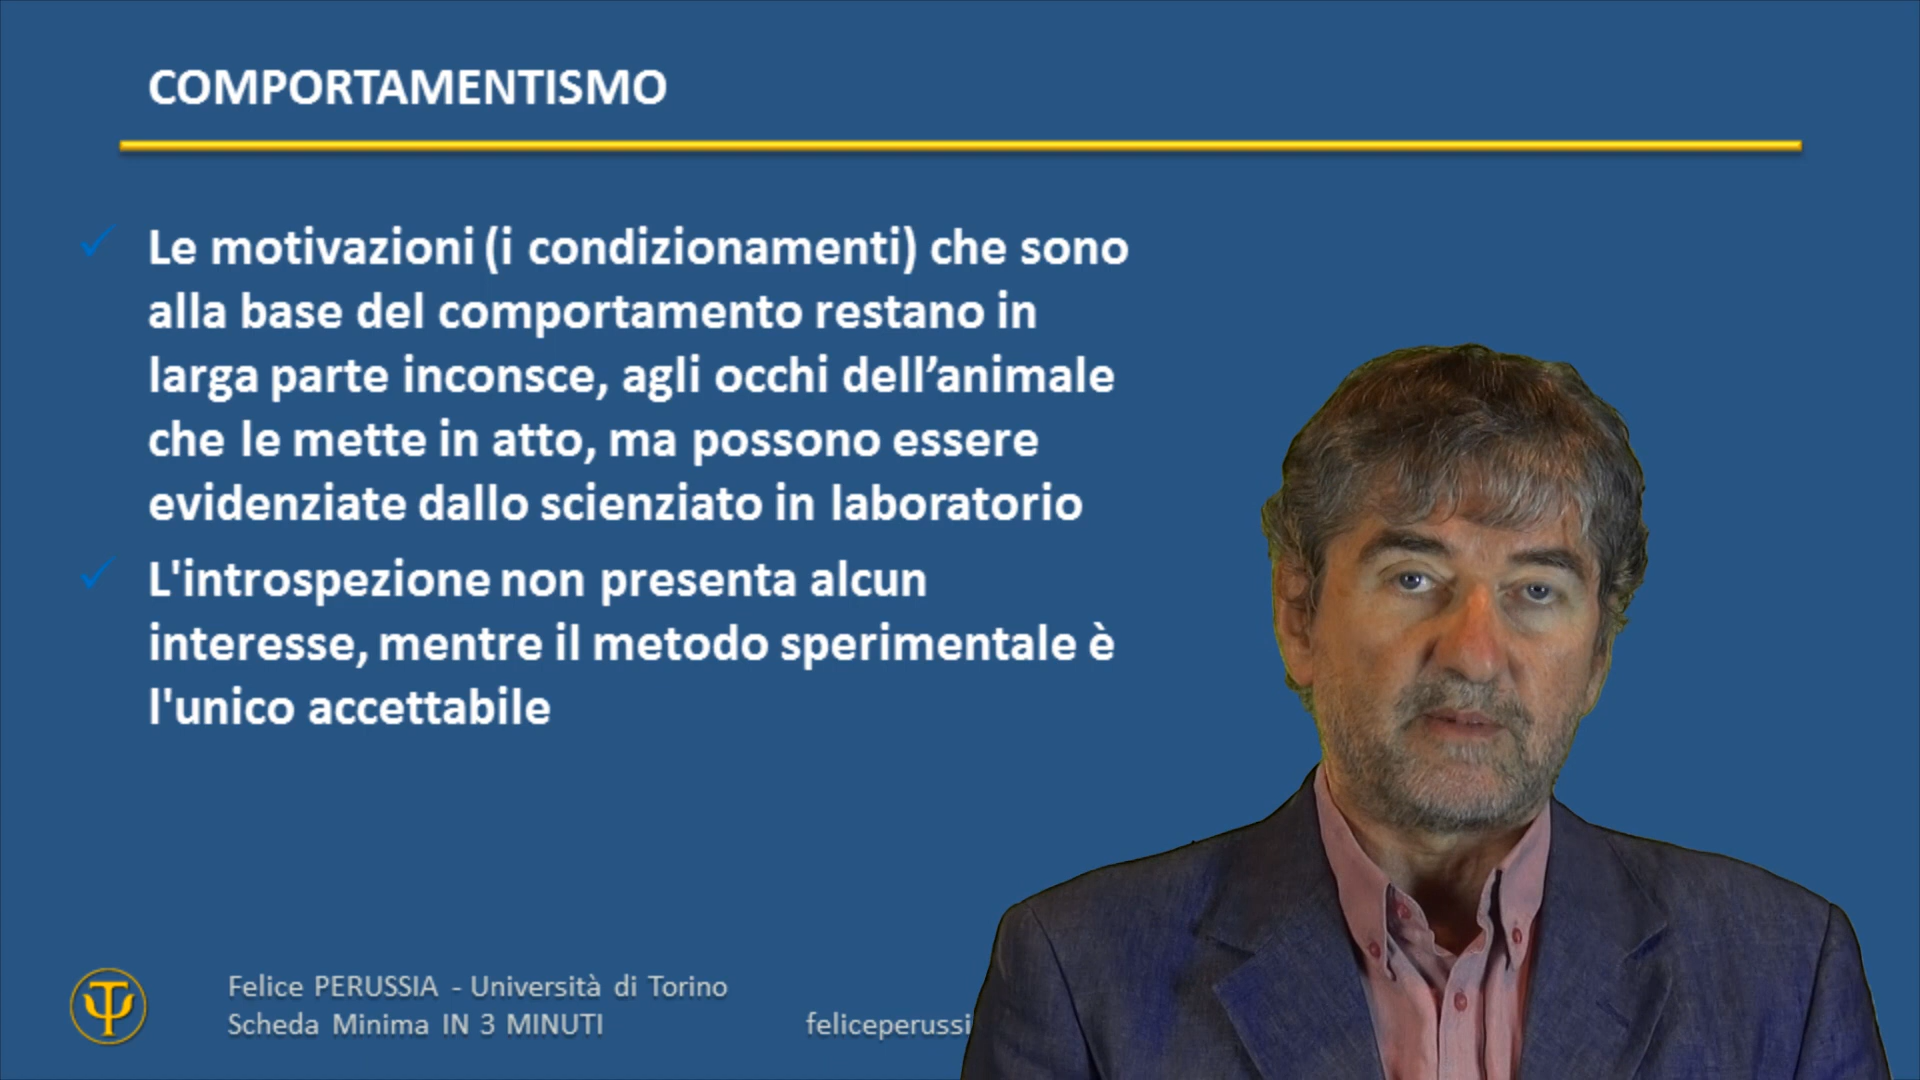 COMPORTAMENTISMO
Le motivazioni (i condizionamenti) che sono
alla base del comportamento restano in
larga parte inconsce, agli occhi dell’animale
che le mette in atto, ma possono essere
evidenziate dallo scienziato in laboratorio
L'introspezione non presenta alcun
interesse, mentre il metodo sperimentale è
l'unico accettabile
Felice PERUSSIA - Università di Torino
Scheda Minima IN 3 MINUTI
feliceperussi